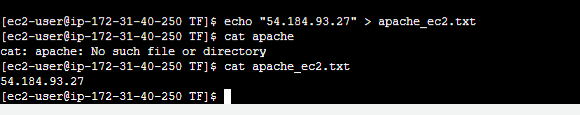 [ec2-user@ip-172-31-40-250 TF]$ echo "54.184.93.27" > apache_ec2.txt
[ec2-user@ip-172-31-40-250 TF]$ cat apache
cat: apache: No such file or directory
[ec2-user@ip-172-31-40-250 TF]$ cat apache_ec2.txt
54.184.93.27
[ec2-user@ip-172-31-40-250 TF]$